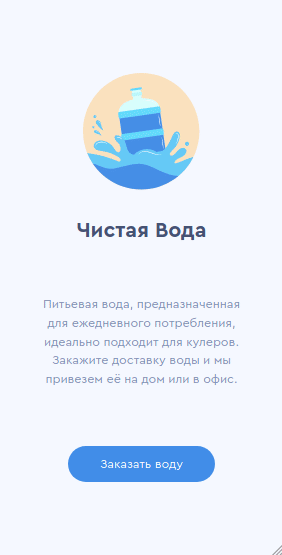 Чистая Вода
Питьевая вода, предназначенная
для ежедневного потребления,
идеально подходит для кулеров.
Закажите доставку воды и мы
привезем её на дом или в офис.
Заказать воду